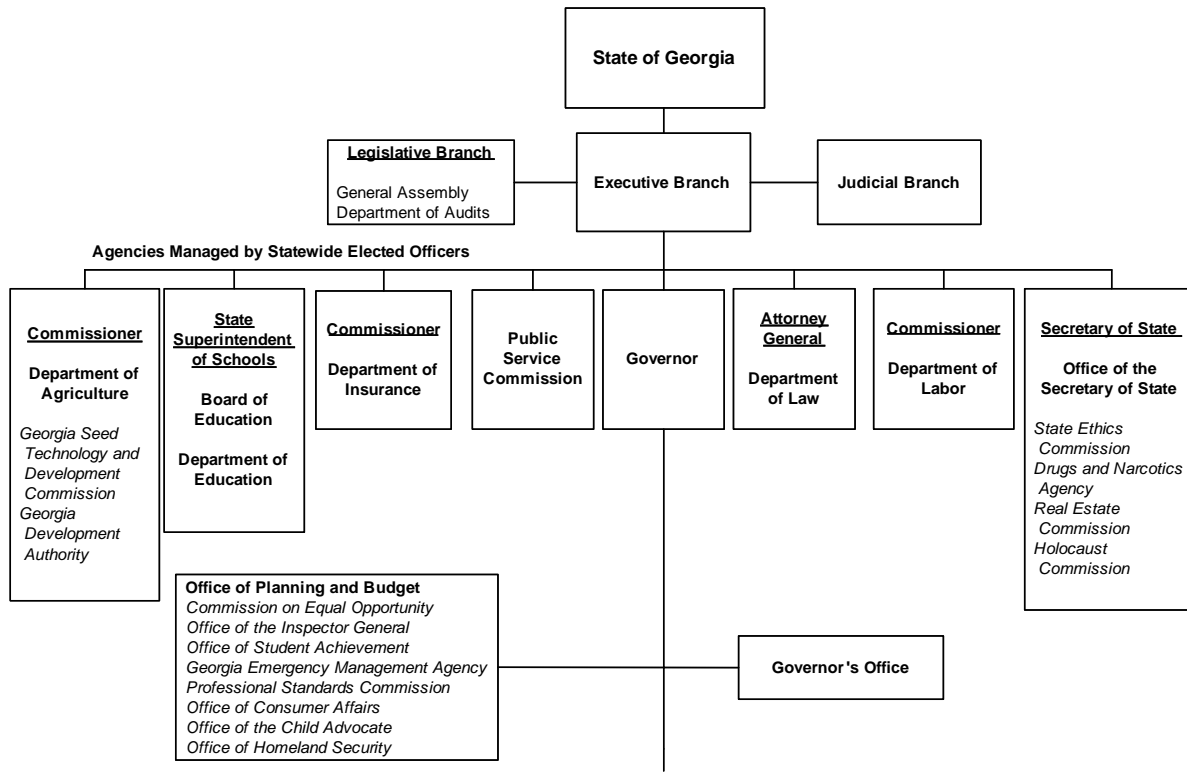 State of Georgia
Legislative Branch
General Assembly
Department of Audits
Executive Branch
Judicial Branch
Agencies Managed by Statewide Elected Officers
Commissioner
Department of
Agriculture
Georgia Seed
Technology and
Development
Commission
Georgia
Development
Authority
State
Superintendent
of Schools
Board of
Education
Department of
Education
Commissioner
Department of
Insurance
Public
Service
Commission
Governor
Attorney
General
Department
of Law
Commissioner
Department of
Labor
Secretary of State
Office of the
Secretary of State
State Ethics
Commission
Drugs and Narcotics
Agency
Real Estate
Commission
Holocaust
Commission
Office of Planning and Budget
Commission on Equal Opportunity
Office of the Inspector General
Office of Student Achievement
Georgia Emergency Management Agency
Professional Standards Commission
Office of Consumer Affairs
Office of the Child Advocate
Office of Homeland Security
Governor's Office